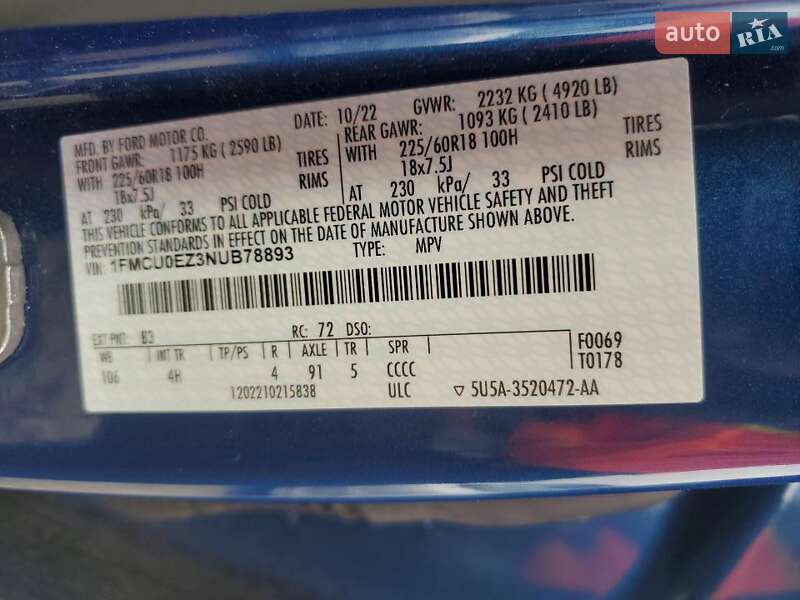 auto RIA
MFD. BY FORD MOTOR CO.
DATE: 10/22 GVWR: 2232 KG ( 4920 LB)
FRONT GAWR: 1175 KG ( 2590 LB)
REAR GAWR: 1093 KG ( 2410 LB)
WITH 225/60R18 100H TIRES
WITH 225/60R18 100H TIRES
18x7.5J RIMS
18x7.5J RIMS
AT 230 kPa/ 33 PSI COLD
AT 230 kPa/ 33 PSI COLD
THIS VEHICLE CONFORMS TO ALL APPLICABLE FEDERAL MOTOR VEHICLE SAFETY AND THEFT
PREVENTION STANDARDS IN EFFECT ON THE DATE OF MANUFACTURE SHOWN ABOVE.
VIN: 1FMCU0EZ3NUB78893 TYPE: MPV
EXT PNT: B3 RC: 72 DSO:
WB INT TR TP/PS R AXLE TR SPR F0069
106 4H 4 91 5 CCCC T0178
1202210215838 ULC ▽ 5U5A-3520472-AA